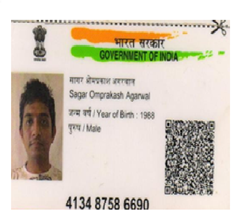 भारत सरकार
GOVERNMENT OF INDIA
सागर ओमप्रकाश अगरवाल
Sagar Omprakash Agarwal
जन्म वर्ष / Year of Birth : 1988
पुरुष / Male
4134 8758 6690